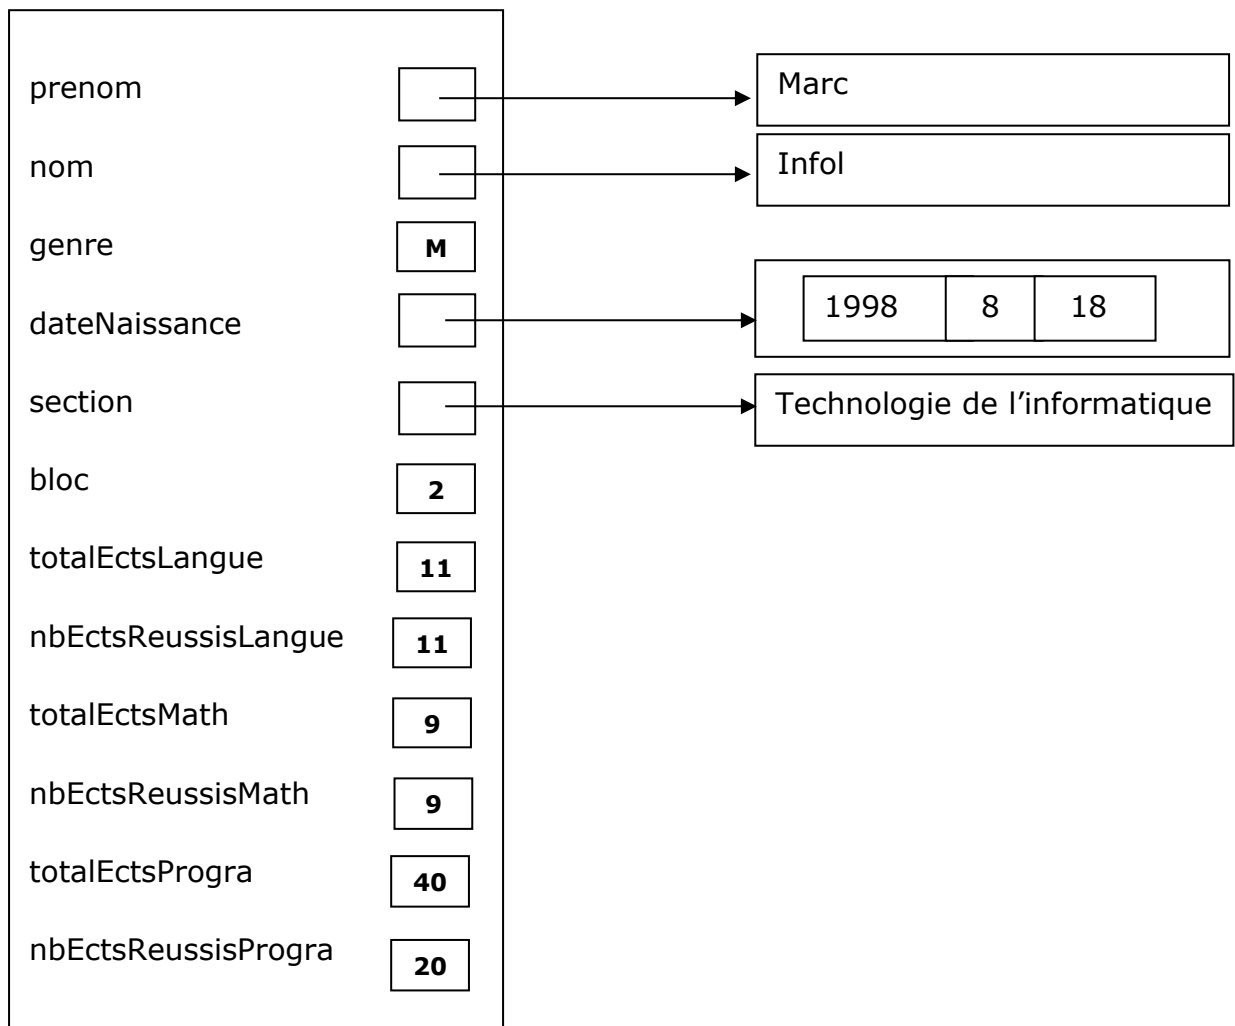 prenom Marc
nom Infol
genre M
dateNaissance 1998 8 18
section Technologie de l’informatique
bloc 2
totalEctsLangue 11
nbEctsReussisLangue 11
totalEctsMath 9
nbEctsReussisMath 9
totalEctsProgra 40
nbEctsReussisProgra 20